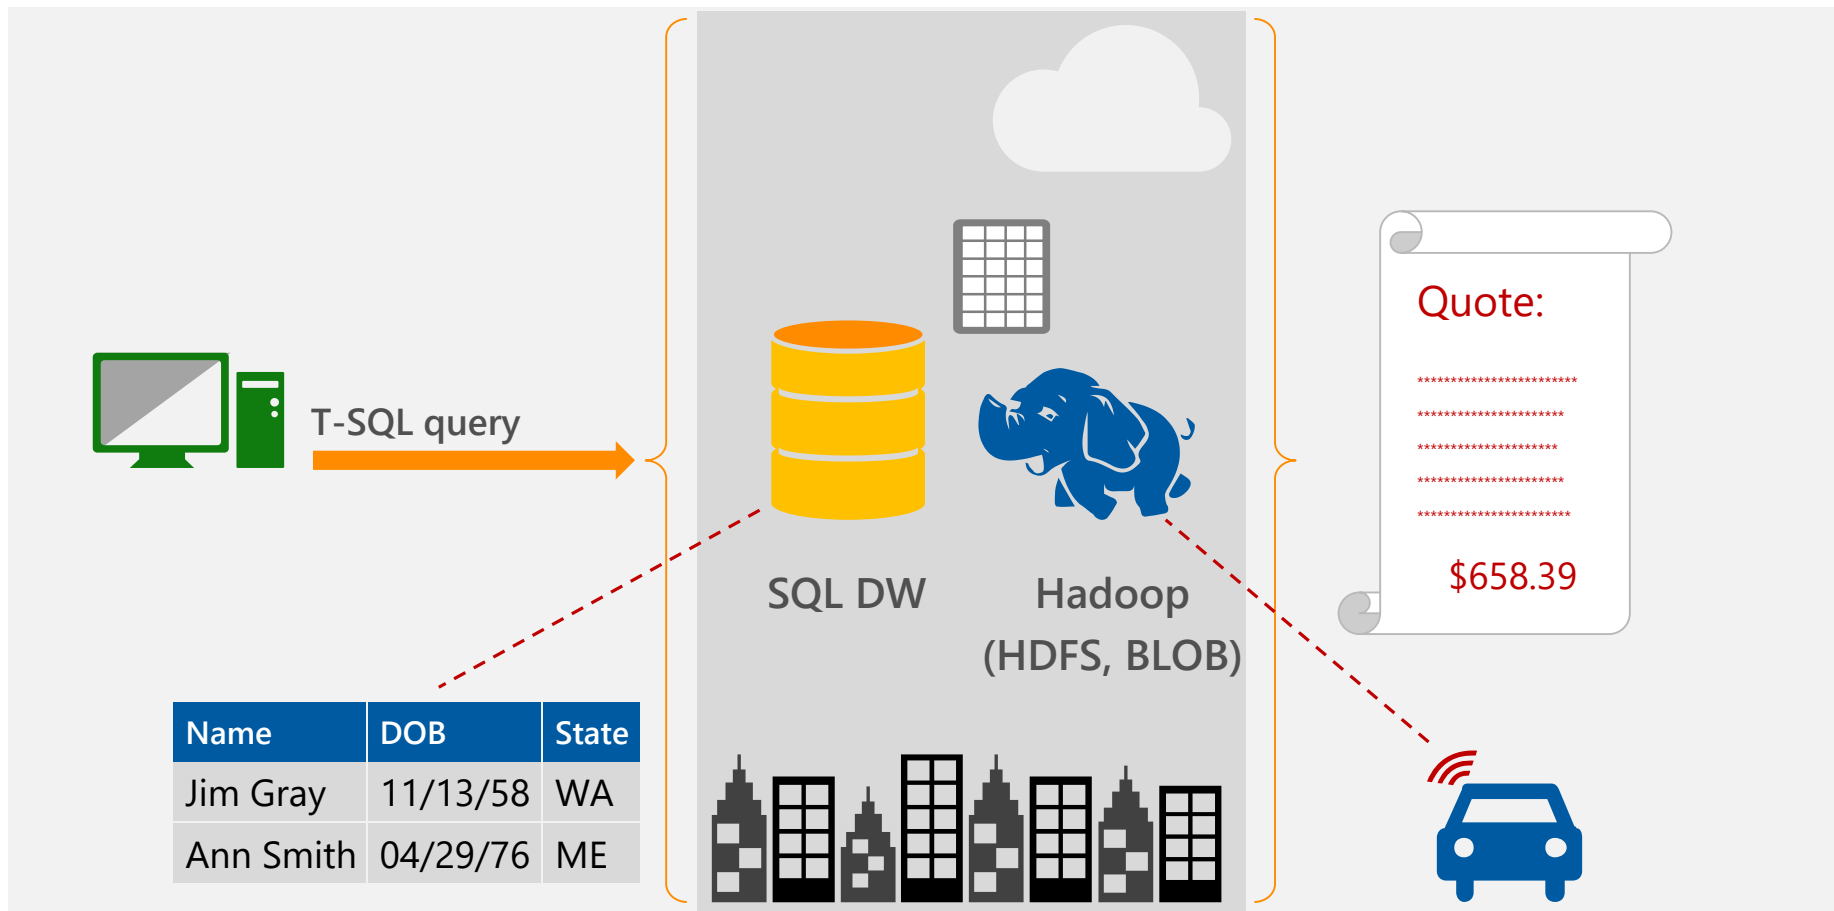 T-SQL query
SQL DW
Hadoop
(HDFS, BLOB)
Quote:
************************
**********************
*********************
**********************
***********************
$658.39
Name DOB State
Jim Gray 11/13/58 WA
Ann Smith 04/29/76 ME